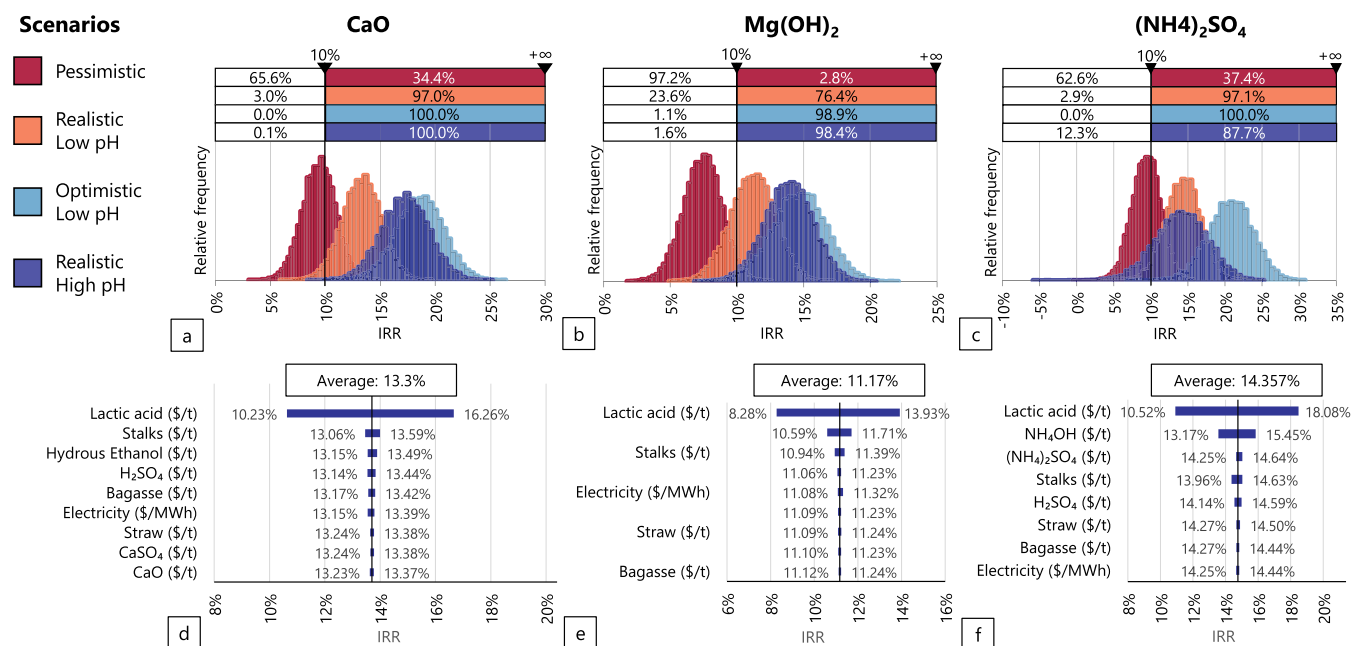 Scenarios
Pessimistic
Realistic
Low pH
Optimistic
Low pH
Realistic
High pH
CaO
10%
+∞
65.6% 34.4%
3.0% 97.0%
0.0% 100.0%
0.1% 100.0%
Relative frequency
0% 5% 10% 15% 20% 25% 30%
IRR
a
Mg(OH)₂
10%
+∞
97.2% 2.8%
23.6% 76.4%
1.1% 98.9%
1.6% 98.4%
Relative frequency
0% 5% 10% 15% 20% 25%
IRR
b
(NH4)₂SO₄
10%
+∞
62.6% 37.4%
2.9% 97.1%
0.0% 100.0%
12.3% 87.7%
Relative frequency
-10% -5% 0% 5% 10% 15% 20% 25% 30% 35%
IRR
c
Average: 13.3%
Lactic acid ($/t) 10.23% 16.26%
Stalks ($/t) 13.06% 13.59%
Hydrous Ethanol ($/t) 13.15% 13.49%
H₂SO₄ ($/t) 13.14% 13.44%
Bagasse ($/t) 13.17% 13.42%
Electricity ($/MWh) 13.15% 13.39%
Straw ($/t) 13.24% 13.38%
CaSO₄ ($/t) 13.24% 13.38%
CaO ($/t) 13.23% 13.37%
8% 10% 12% 14% 16% 18% 20%
IRR
d
Average: 11.17%
Lactic acid ($/t) 8.28% 13.93%
10.59% 11.71%
Stalks ($/t) 10.94% 11.39%
11.06% 11.23%
Electricity ($/MWh) 11.08% 11.32%
11.09% 11.23%
Straw ($/t) 11.09% 11.24%
11.10% 11.23%
Bagasse ($/t) 11.12% 11.24%
6% 8% 10% 12% 14% 16%
IRR
e
Average: 14.357%
Lactic acid ($/t) 10.52% 18.08%
NH₄OH ($/t) 13.17% 15.45%
(NH₄)₂SO₄ ($/t) 14.25% 14.64%
Stalks ($/t) 13.96% 14.63%
H₂SO₄ ($/t) 14.14% 14.59%
Straw ($/t) 14.27% 14.50%
Bagasse ($/t) 14.27% 14.44%
Electricity ($/MWh) 14.25% 14.44%
8% 10% 12% 14% 16% 18% 20%
IRR
f